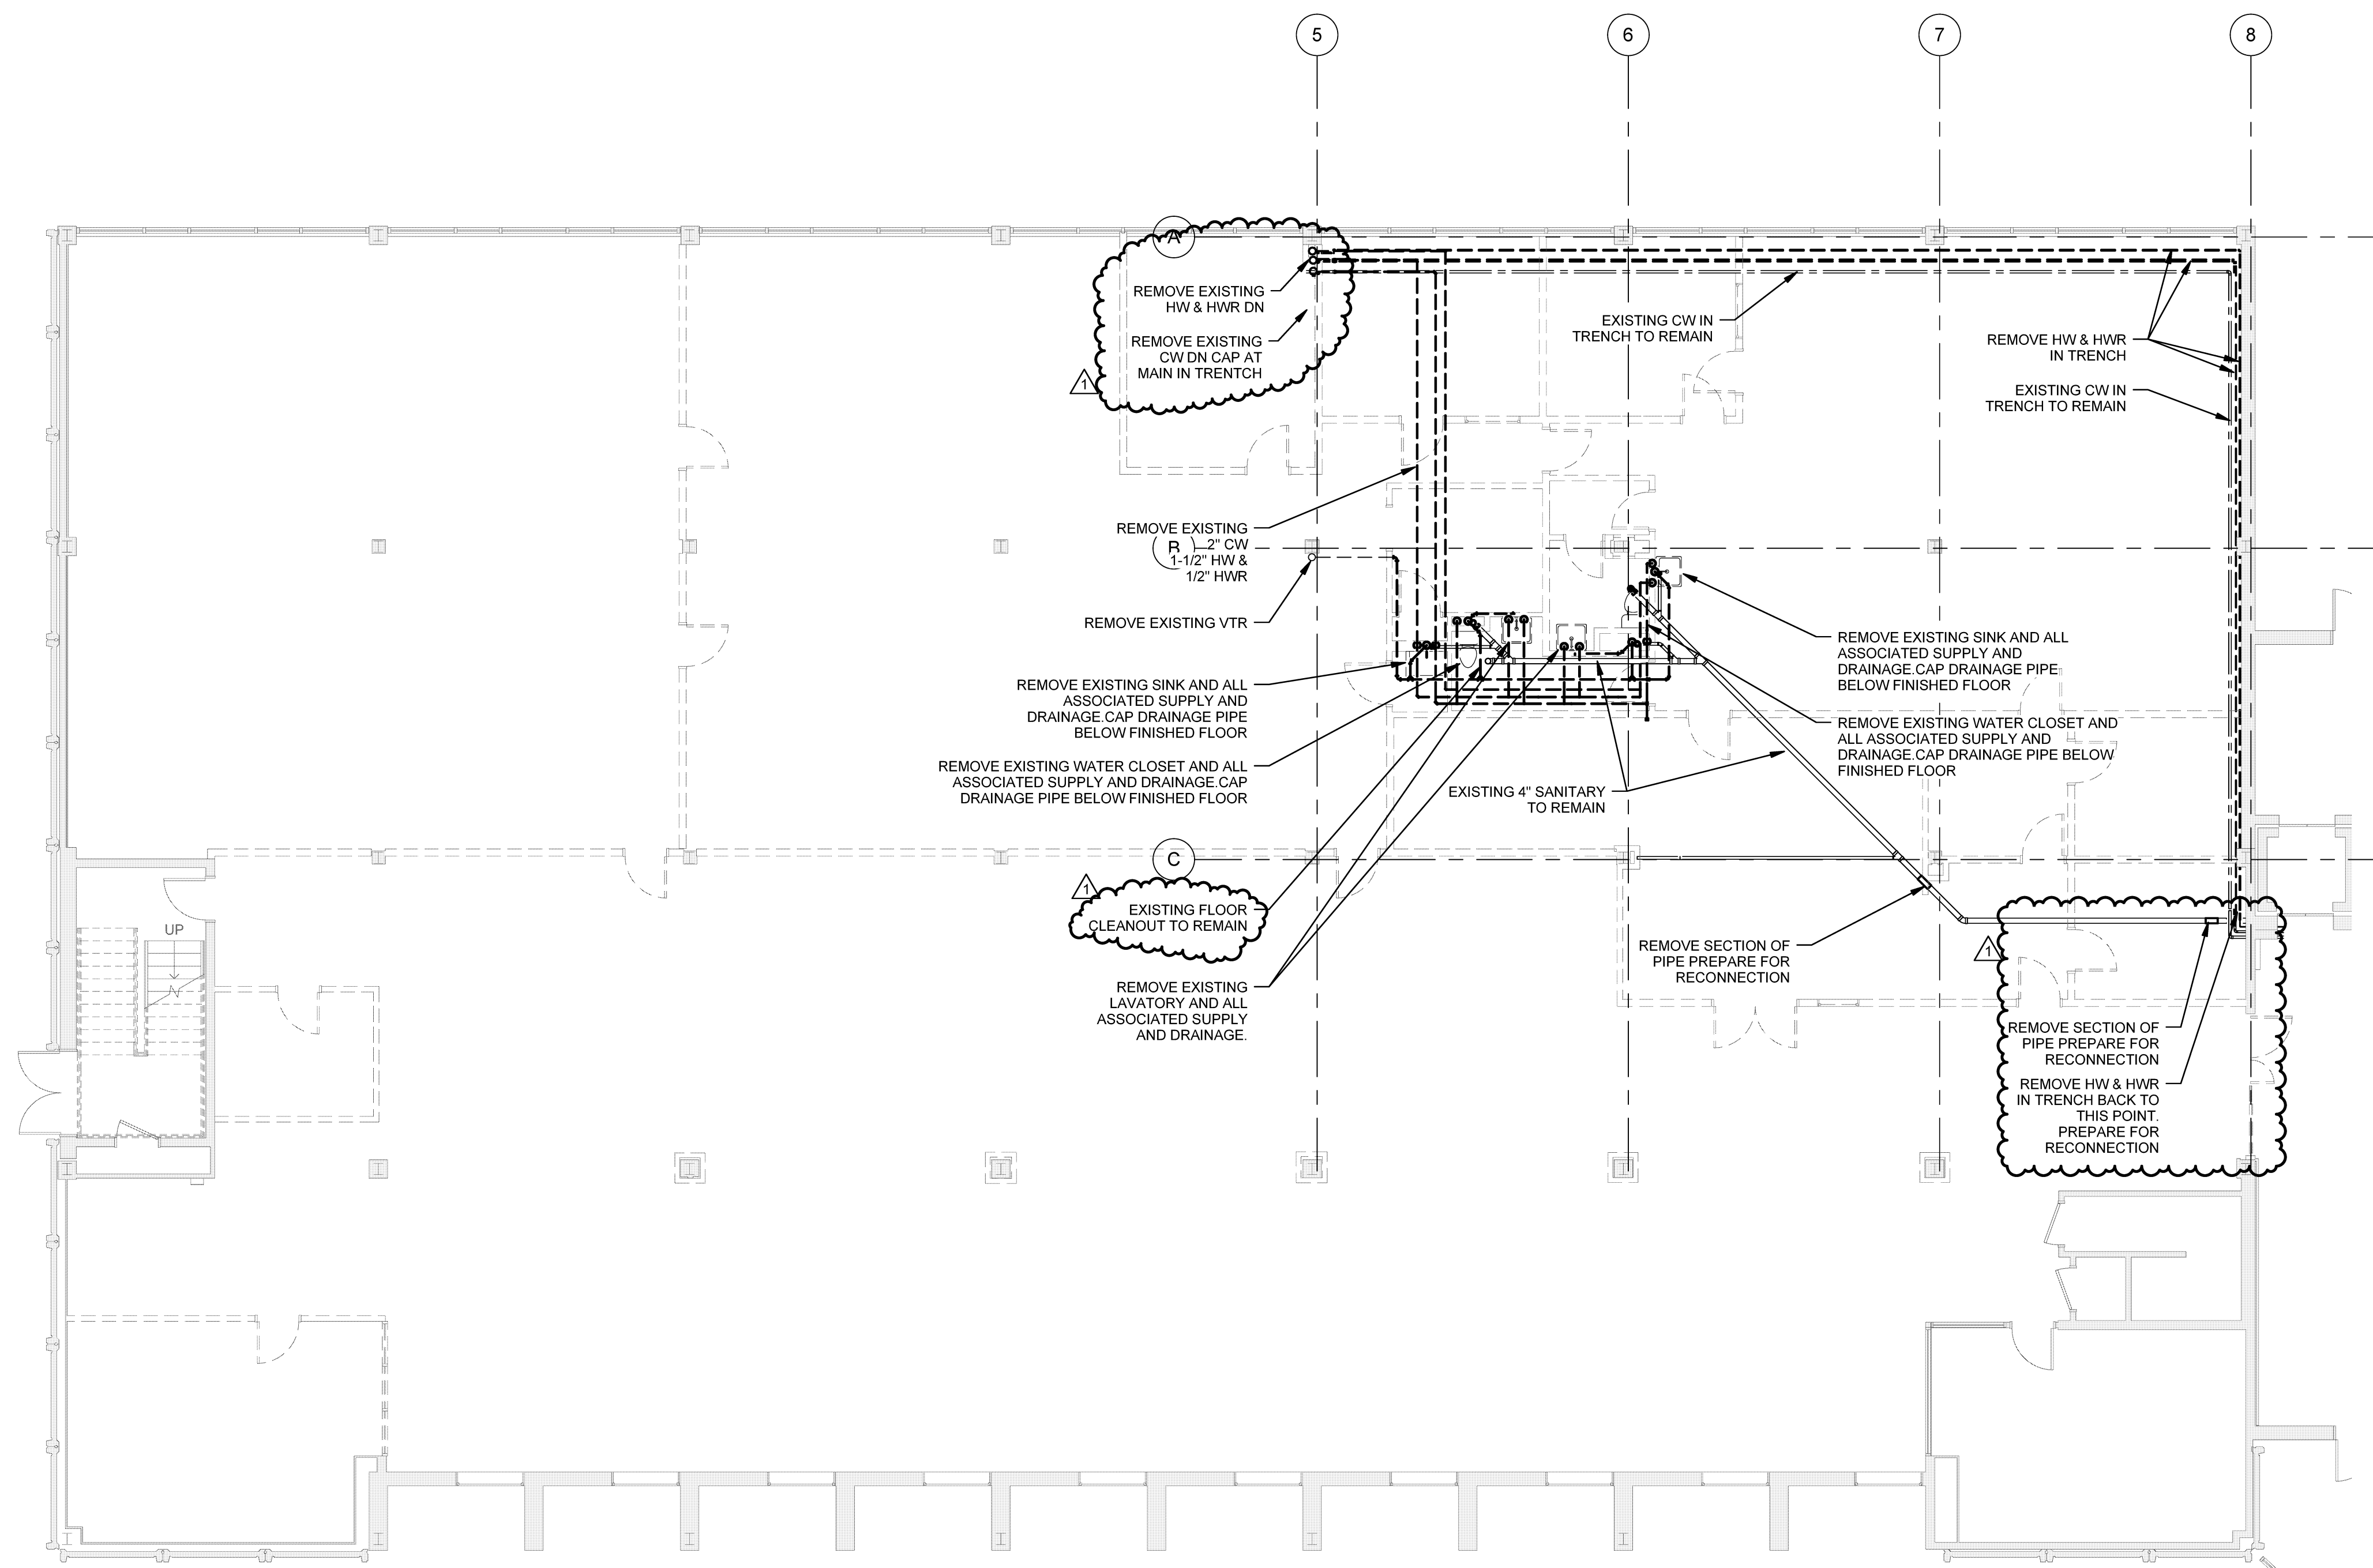 5
6
7
8
A
REMOVE EXISTING
HW & HWR DN
REMOVE EXISTING
CW DN CAP AT
MAIN IN TRENTCH
1
EXISTING CW IN
TRENCH TO REMAIN
REMOVE HW & HWR
IN TRENCH
EXISTING CW IN
TRENCH TO REMAIN
REMOVE EXISTING
2" CW
1-1/2" HW &
1/2" HWR
B
REMOVE EXISTING VTR
REMOVE EXISTING SINK AND ALL
ASSOCIATED SUPPLY AND
DRAINAGE.CAP DRAINAGE PIPE
BELOW FINISHED FLOOR
REMOVE EXISTING WATER CLOSET AND ALL
ASSOCIATED SUPPLY AND DRAINAGE.CAP
DRAINAGE PIPE BELOW FINISHED FLOOR
REMOVE EXISTING SINK AND ALL
ASSOCIATED SUPPLY AND
DRAINAGE.CAP DRAINAGE PIPE
BELOW FINISHED FLOOR
REMOVE EXISTING WATER CLOSET AND
ALL ASSOCIATED SUPPLY AND
DRAINAGE.CAP DRAINAGE PIPE BELOW
FINISHED FLOOR
EXISTING 4" SANITARY
TO REMAIN
C
1
EXISTING FLOOR
CLEANOUT TO REMAIN
UP
REMOVE SECTION OF
PIPE PREPARE FOR
RECONNECTION
1
REMOVE EXISTING
LAVATORY AND ALL
ASSOCIATED SUPPLY
AND DRAINAGE.
REMOVE SECTION OF
PIPE PREPARE FOR
RECONNECTION
REMOVE HW & HWR
IN TRENCH BACK TO
THIS POINT.
PREPARE FOR
RECONNECTION